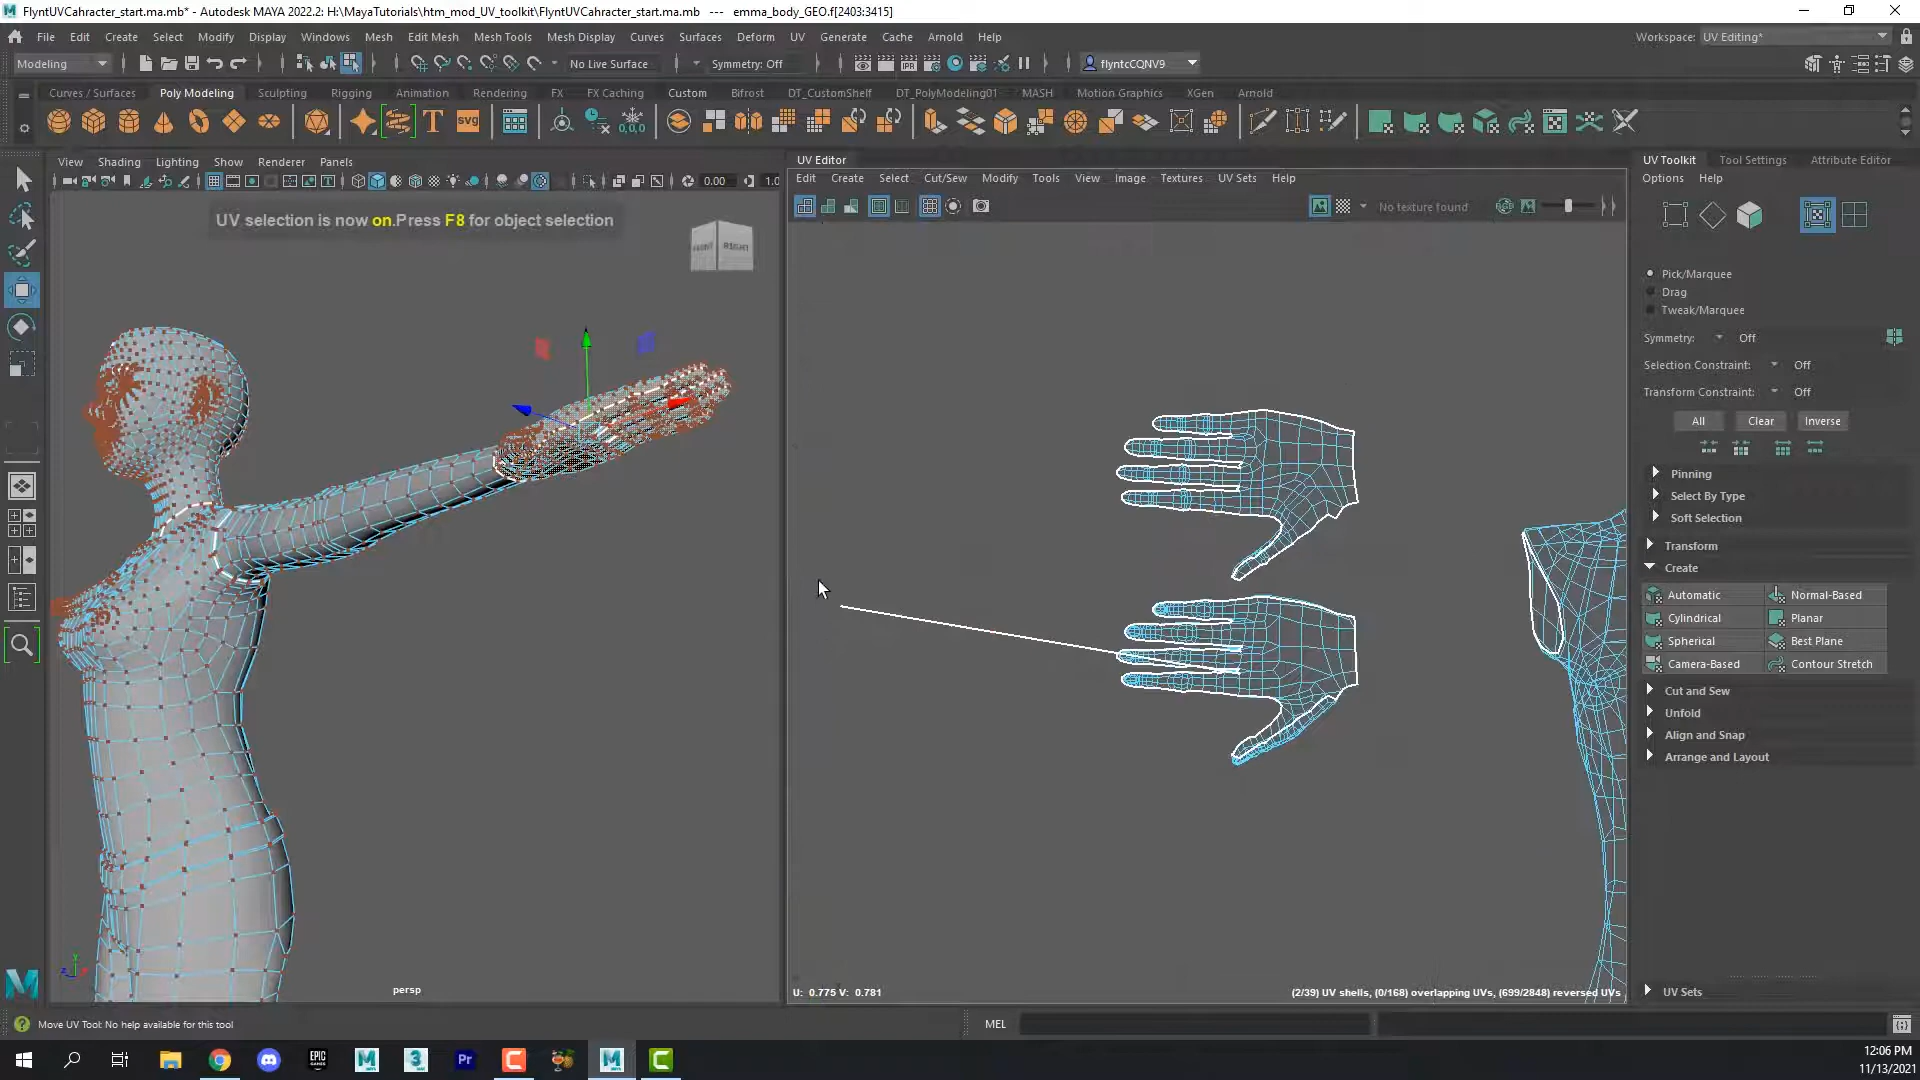 FlyntUVCahracter_start.ma.mb* - Autodesk MAYA 2022.2: H:\MayaTutorials\htm_mod_UV_toolkit\FlyntUVCahracter_start.ma.mb --- emma_body_GEO.f[2403:3415]
File Edit Create Select Modify Display Windows Mesh Edit Mesh Mesh Tools Mesh Display Curves Surfaces Deform UV Generate Cache Arnold Help
Workspace: UV Editing*
Modeling
No Live Surface
Symmetry: Off
flyntcCQNV9
Curves / Surfaces Poly Modeling Sculpting Rigging Animation Rendering FX FX Caching Custom Bifrost DT_CustomShelf DT_PolyModeling01 MASH Motion Graphics XGen Arnold
T
SVG
0,0,0
IPR
View Shading Lighting Show Renderer Panels
0.00
1.0
UV selection is now on.Press F8 for object selection
FRONT
RIGHT
persp
UV Editor
Edit Create Select Cut/Sew Modify Tools View Image Textures UV Sets Help
No texture found
U: 0.775 V: 0.781
(2/39) UV shells, (0/168) overlapping UVs, (699/2848) reversed UVs
UV Toolkit Tool Settings Attribute Editor
Options Help
Pick/Marquee
Drag
Tweak/Marquee
Symmetry: Off
Selection Constraint: Off
Transform Constraint: Off
All Clear Inverse
Pinning
Select By Type
Soft Selection
Transform
Create
Automatic Normal-Based
Cylindrical Planar
Spherical Best Plane
Camera-Based Contour Stretch
Cut and Sew
Unfold
Align and Snap
Arrange and Layout
UV Sets
Move UV Tool: No help available for this tool
MEL
EPIC
GAMES
Pr
12:06 PM
11/13/2021